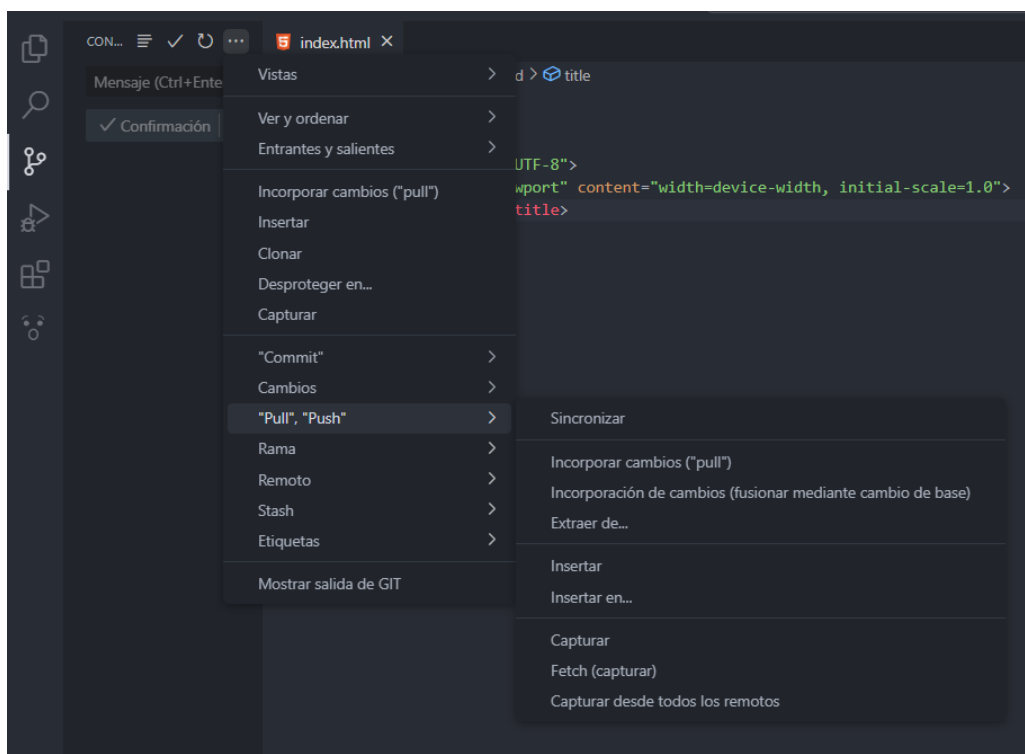 CON...
index.html
Mensaje (Ctrl+Ente
Confirmación
Vistas
Ver y ordenar
Entrantes y salientes
Incorporar cambios ("pull")
Insertar
Clonar
Desproteger en...
Capturar
"Commit"
Cambios
"Pull", "Push"
Rama
Remoto
Stash
Etiquetas
Mostrar salida de GIT
d > title
UTF-8">
wport" content="width=device-width, initial-scale=1.0">
title>
Sincronizar
Incorporar cambios ("pull")
Incorporación de cambios (fusionar mediante cambio de base)
Extraer de...
Insertar
Insertar en...
Capturar
Fetch (capturar)
Capturar desde todos los remotos